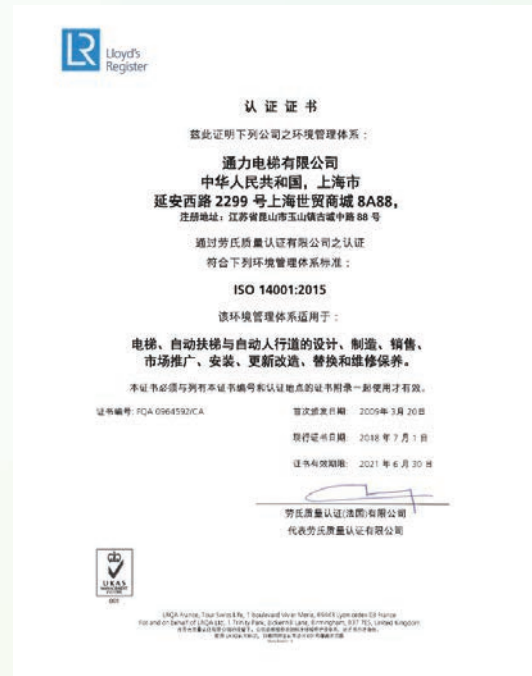 LR
Lloyd's
Register
认 证 证 书
兹此证明下列公司之环境管理体系：
通力电梯有限公司
中华人民共和国，上海市
延安西路 2299 号上海世贸商城 8A88，
注册地址：江苏省昆山市玉山镇古城中路 88 号
通过劳氏质量认证有限公司之认证
符合下列环境管理体系标准：
ISO 14001:2015
该环境管理体系适用于：
电梯、自动扶梯与自动人行道的设计、制造、销售、
市场推广、安装、更新改造、替换和维修保养。
本证书必须与列有本证书编号和认证地点的证书附录一起使用才有效。
证书编号: FQA 0964592/CA
首次颁发日期: 2009年 3月 20日
现行证书日期: 2018 年 7 月 1 日
证书有效期限: 2021 年 6 月 30 日
劳氏质量认证(法国)有限公司
代表劳氏质量认证有限公司
UKAS
MANAGEMENT
SYSTEMS
001